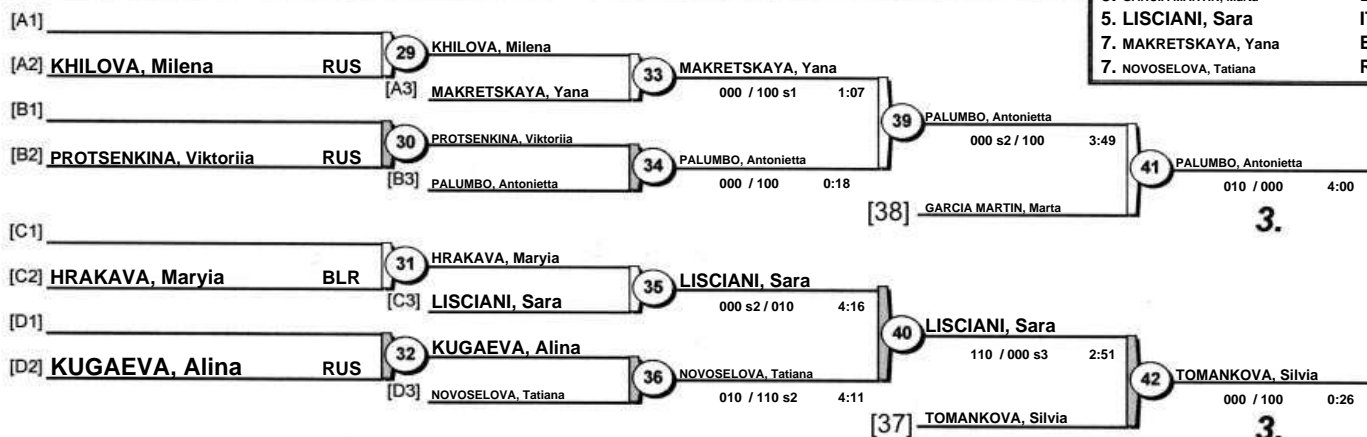 5. LISCIANI, Sara
7. MAKRETSKAYA, Yana
7. NOVOSELOVA, Tatiana
[A1]
[A2] KHILOVA, Milena RUS
29
KHILOVA, Milena
[A3] MAKRETSKAYA, Yana
33
MAKRETSKAYA, Yana
000 / 100 s1 1:07
[B1]
[B2] PROTSENKINA, Viktoriia RUS
30
PROTSENKINA, Viktoriia
[B3] PALUMBO, Antonietta
34
PALUMBO, Antonietta
000 / 100 0:18
39
PALUMBO, Antonietta
000 s2 / 100 3:49
[38] GARCIA MARTIN, Marta
41
PALUMBO, Antonietta
010 / 000 4:00
3.
[C1]
[C2] HRAKAVA, Maryia BLR
31
HRAKAVA, Maryia
[C3] LISCIANI, Sara
35
LISCIANI, Sara
000 s2 / 010 4:16
[D1]
[D2] KUGAEVA, Alina RUS
32
KUGAEVA, Alina
[D3] NOVOSELOVA, Tatiana
36
NOVOSELOVA, Tatiana
010 / 110 s2 4:11
40
LISCIANI, Sara
110 / 000 s3 2:51
[37] TOMANKOVA, Silvia
42
TOMANKOVA, Silvia
000 / 100 0:26
3.